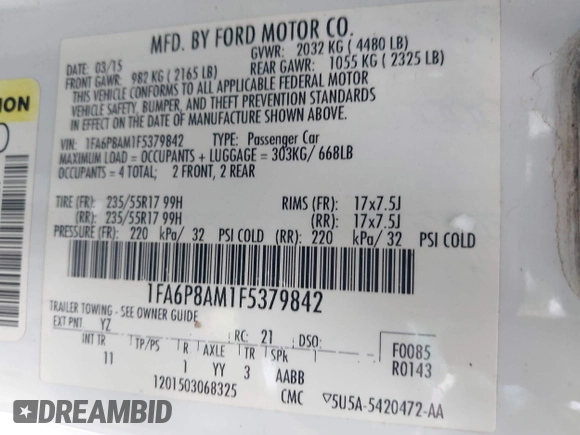 MFD. BY FORD MOTOR CO.
DATE: 03/15 GVWR: 2032 KG ( 4480 LB)
FRONT GAWR: 982 KG ( 2165 LB) REAR GAWR: 1055 KG ( 2325 LB)
THIS VEHICLE CONFORMS TO ALL APPLICABLE FEDERAL MOTOR
VEHICLE SAFETY, BUMPER, AND THEFT PREVENTION STANDARDS
IN EFFECT ON THE DATE OF MANUFACTURE SHOWN ABOVE.
VIN: 1FA6P8AM1F5379842 TYPE: Passenger Car
MAXIMUM LOAD = OCCUPANTS + LUGGAGE = 303KG/ 668LB
OCCUPANTS = 4 TOTAL; 2 FRONT, 2 REAR
TIRE (FR): 235/55R17 99H RIMS (FR): 17x7.5J
(RR): 235/55R17 99H (RR): 17x7.5J
PRESSURE (FR): 220 kPa/ 32 PSI COLD (RR): 220 kPa/ 32 PSI COLD
1FA6P8AM1F5379842
TRAILER TOWING - SEE OWNER GUIDE
EXT PNT YZ RC: 21 DSO: F0085
INT TR TP/PS R AXLE TR SPR R0143
11 1 YY 3 AABB
1201503068325 CMC 5U5A-5420472-AA
ION
DREAMBID
DREAMBID